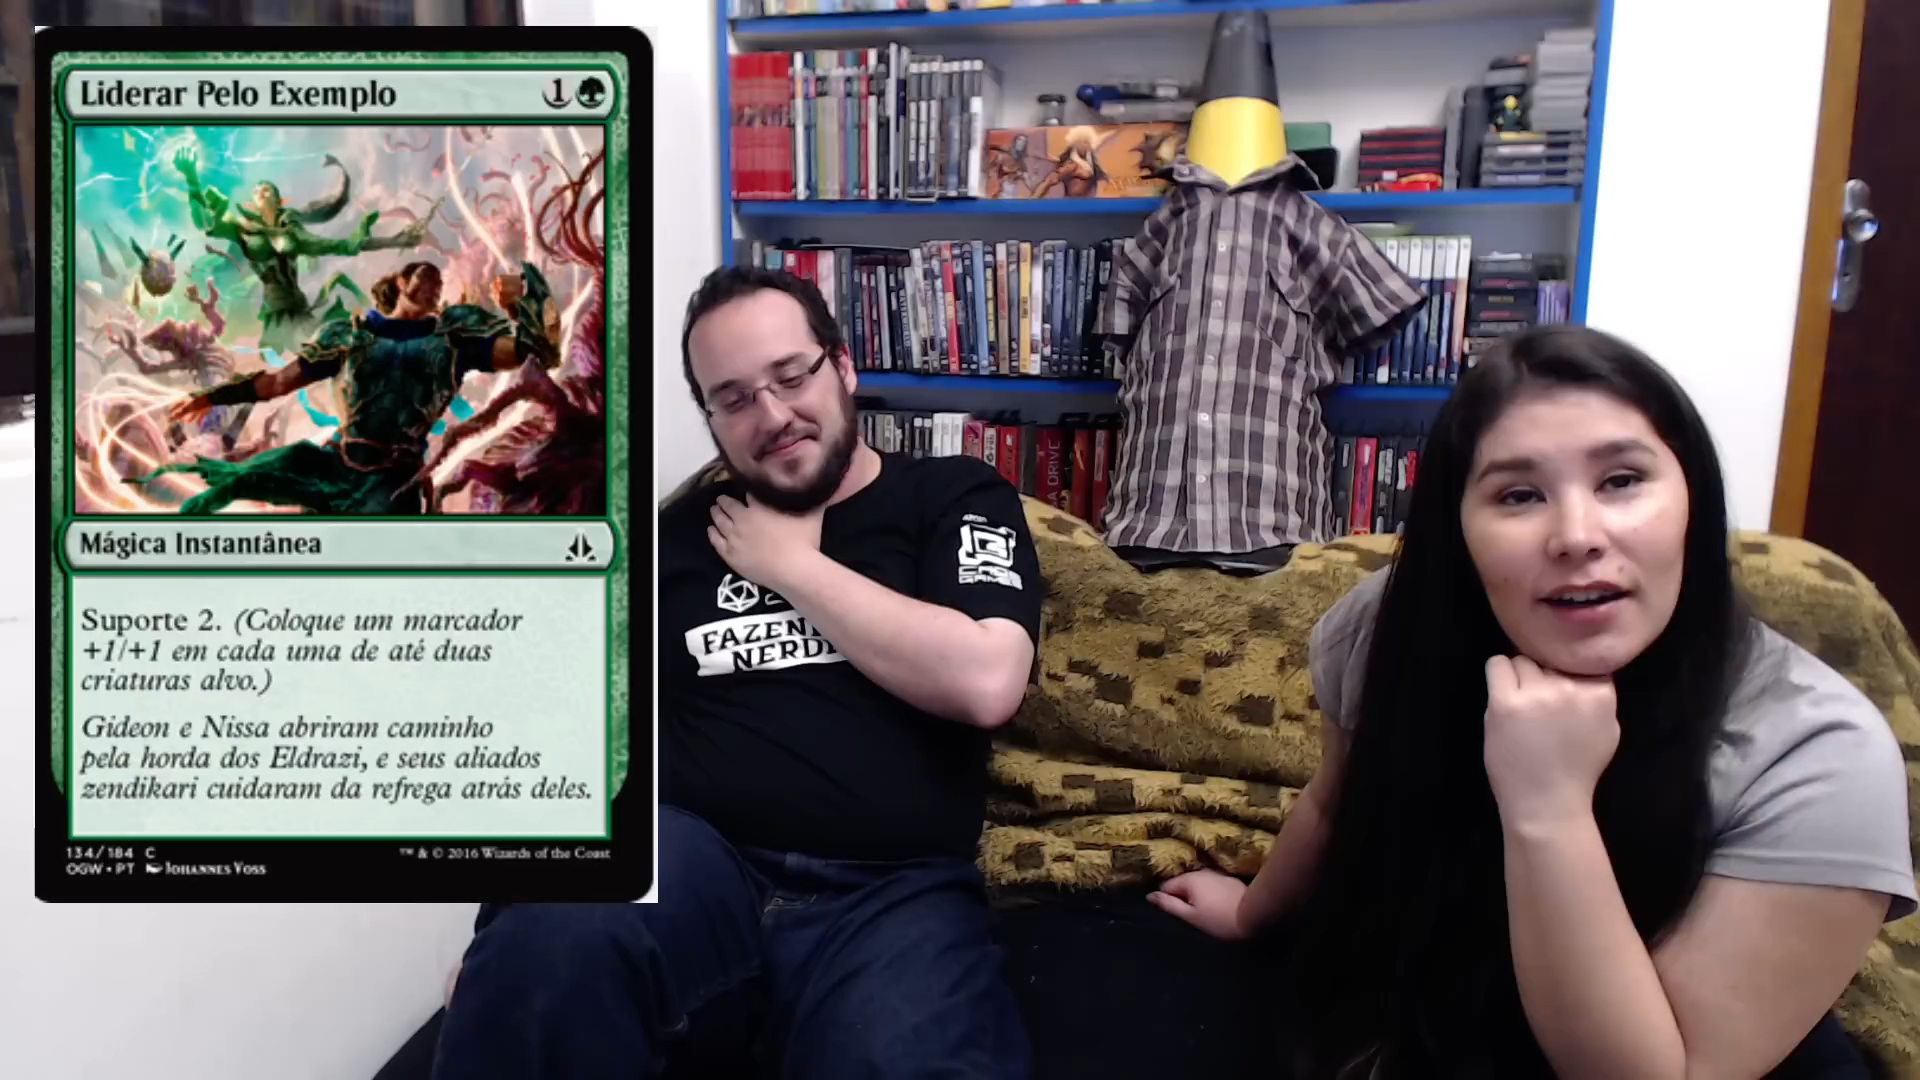 Liderar Pelo Exemplo 1
Mágica Instantânea
Suporte 2. (Coloque um marcador
+1/+1 em cada uma de até duas
criaturas alvo.)
Gideon e Nissa abriram caminho
pela horda dos Eldrazi, e seus aliados
zendikari cuidaram da refrega atrás deles.
134/184 C
OGW • PT Johannes Voss
™ & © 2016 Wizards of the Coast
NERD